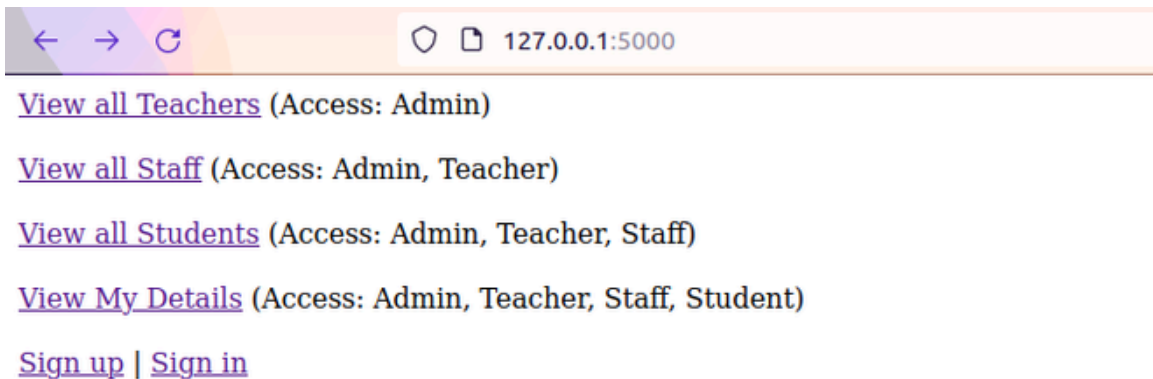 127.0.0.1:5000
View all Teachers (Access: Admin)
View all Staff (Access: Admin, Teacher)
View all Students (Access: Admin, Teacher, Staff)
View My Details (Access: Admin, Teacher, Staff, Student)
Sign up | Sign in